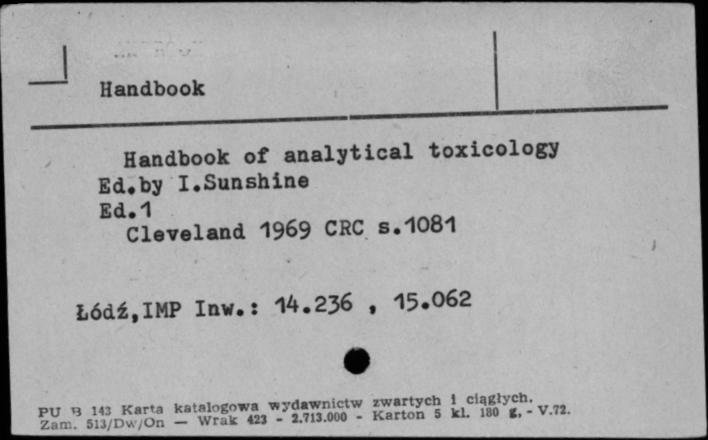 Handbook
Handbook of analytical toxicology
Ed.by I.Sunshine
Ed.1
Cleveland 1969 CRC s.1081
Łódź,IMP Inw.: 14.236 , 15.062
PU B 143 Karta katalogowa wydawnictw zwartych i ciągłych.
Zam. 513/Dw/On — Wrak 423 - 2.713.000 - Karton 5 kl. 180 g. - V.72.